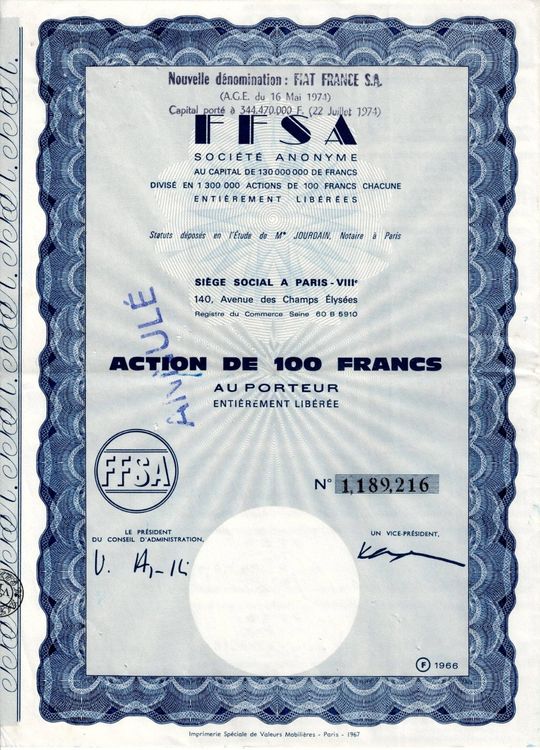 Nouvelle dénomination : FIAT FRANCE S.A.
(A.G.E. du 16 Mai 1974)
Capital porté à 344.470.000 F. (22 Juillet 1974)
FFSA
SOCIÉTÉ ANONYME
AU CAPITAL DE 130 000 000 DE FRANCS
DIVISÉ EN 1 300 000 ACTIONS DE 100 FRANCS CHACUNE
ENTIÈREMENT LIBÉRÉES
Statuts déposés en l'Étude de Me JOURDAIN, Notaire à Paris
SIÈGE SOCIAL A PARIS - VIIIe
140, Avenue des Champs Élysées
Registre du Commerce Seine 60 B 5910
ANNULÉ
ACTION DE 100 FRANCS
AU PORTEUR
ENTIÈREMENT LIBÉRÉE
FFSA
N° 1,189,216
LE PRÉSIDENT
DU CONSEIL D'ADMINISTRATION,
UN VICE-PRÉSIDENT,
F 1966
Imprimerie Spéciale de Valeurs Mobilières - Paris - 1967